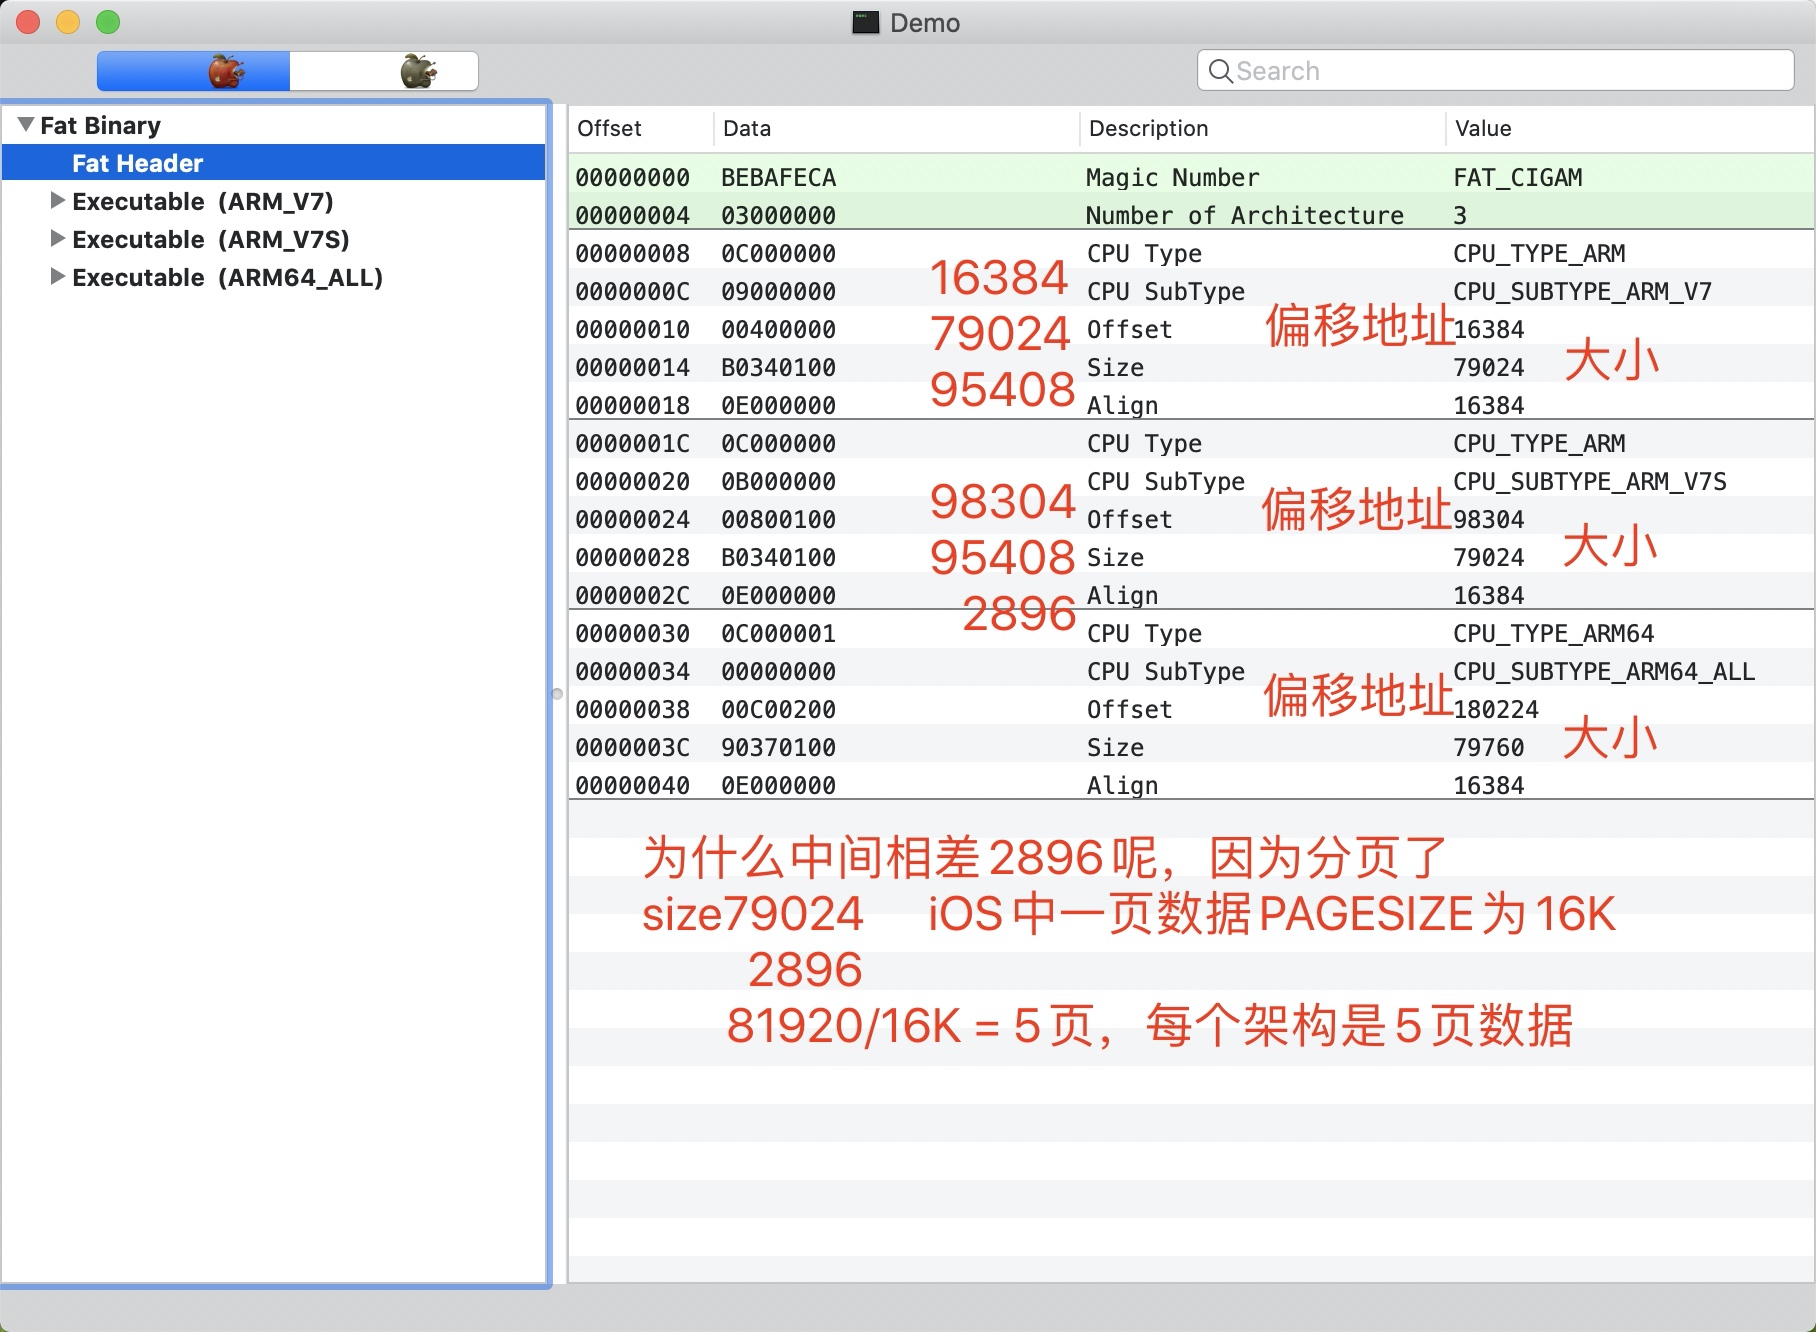 Demo
Search
Fat Binary
Fat Header
Executable (ARM_V7)
Executable (ARM_V7S)
Executable (ARM64_ALL)
Offset Data Description Value
00000000 BEBAFECA Magic Number FAT_CIGAM
00000004 03000000 Number of Architecture 3
00000008 0C000000 CPU Type CPU_TYPE_ARM
16384
0000000C 09000000 CPU SubType CPU_SUBTYPE_ARM_V7
00000010 00400000 79024 Offset 偏移地址 16384
00000014 B0340100 Size 79024 大小
95408
00000018 0E000000 Align 16384
0000001C 0C000000 CPU Type CPU_TYPE_ARM
00000020 0B000000 CPU SubType CPU_SUBTYPE_ARM_V7S
98304
00000024 00800100 Offset 偏移地址 98304
00000028 B0340100 95408 Size 79024 大小
0000002C 0E000000 Align 16384
2896
00000030 0C000001 CPU Type CPU_TYPE_ARM64
00000034 00000000 CPU SubType CPU_SUBTYPE_ARM64_ALL
00000038 00C00200 Offset 偏移地址 180224
0000003C 90370100 Size 79760 大小
00000040 0E000000 Align 16384
为什么中间相差2896呢，因为分页了
size79024 iOS中一页数据PAGESIZE为16K
2896
81920/16K = 5页，每个架构是5页数据